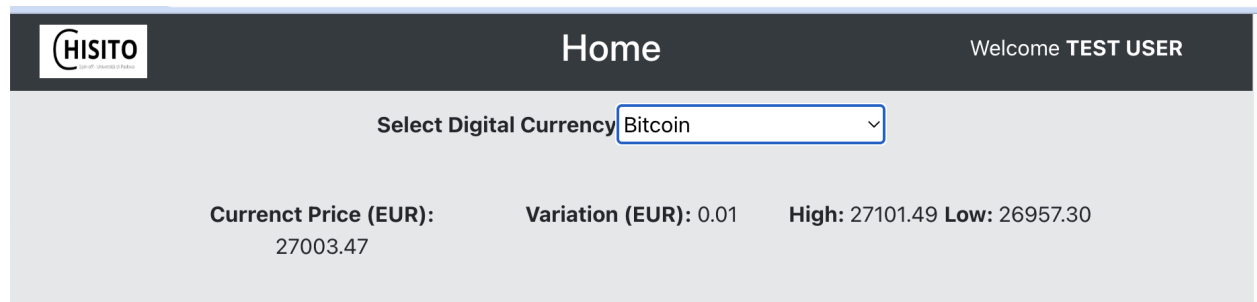 CHISITO
Home
Welcome TEST USER
Select Digital Currency Bitcoin
Currenct Price (EUR): Variation (EUR): 0.01 High: 27101.49 Low: 26957.30
27003.47